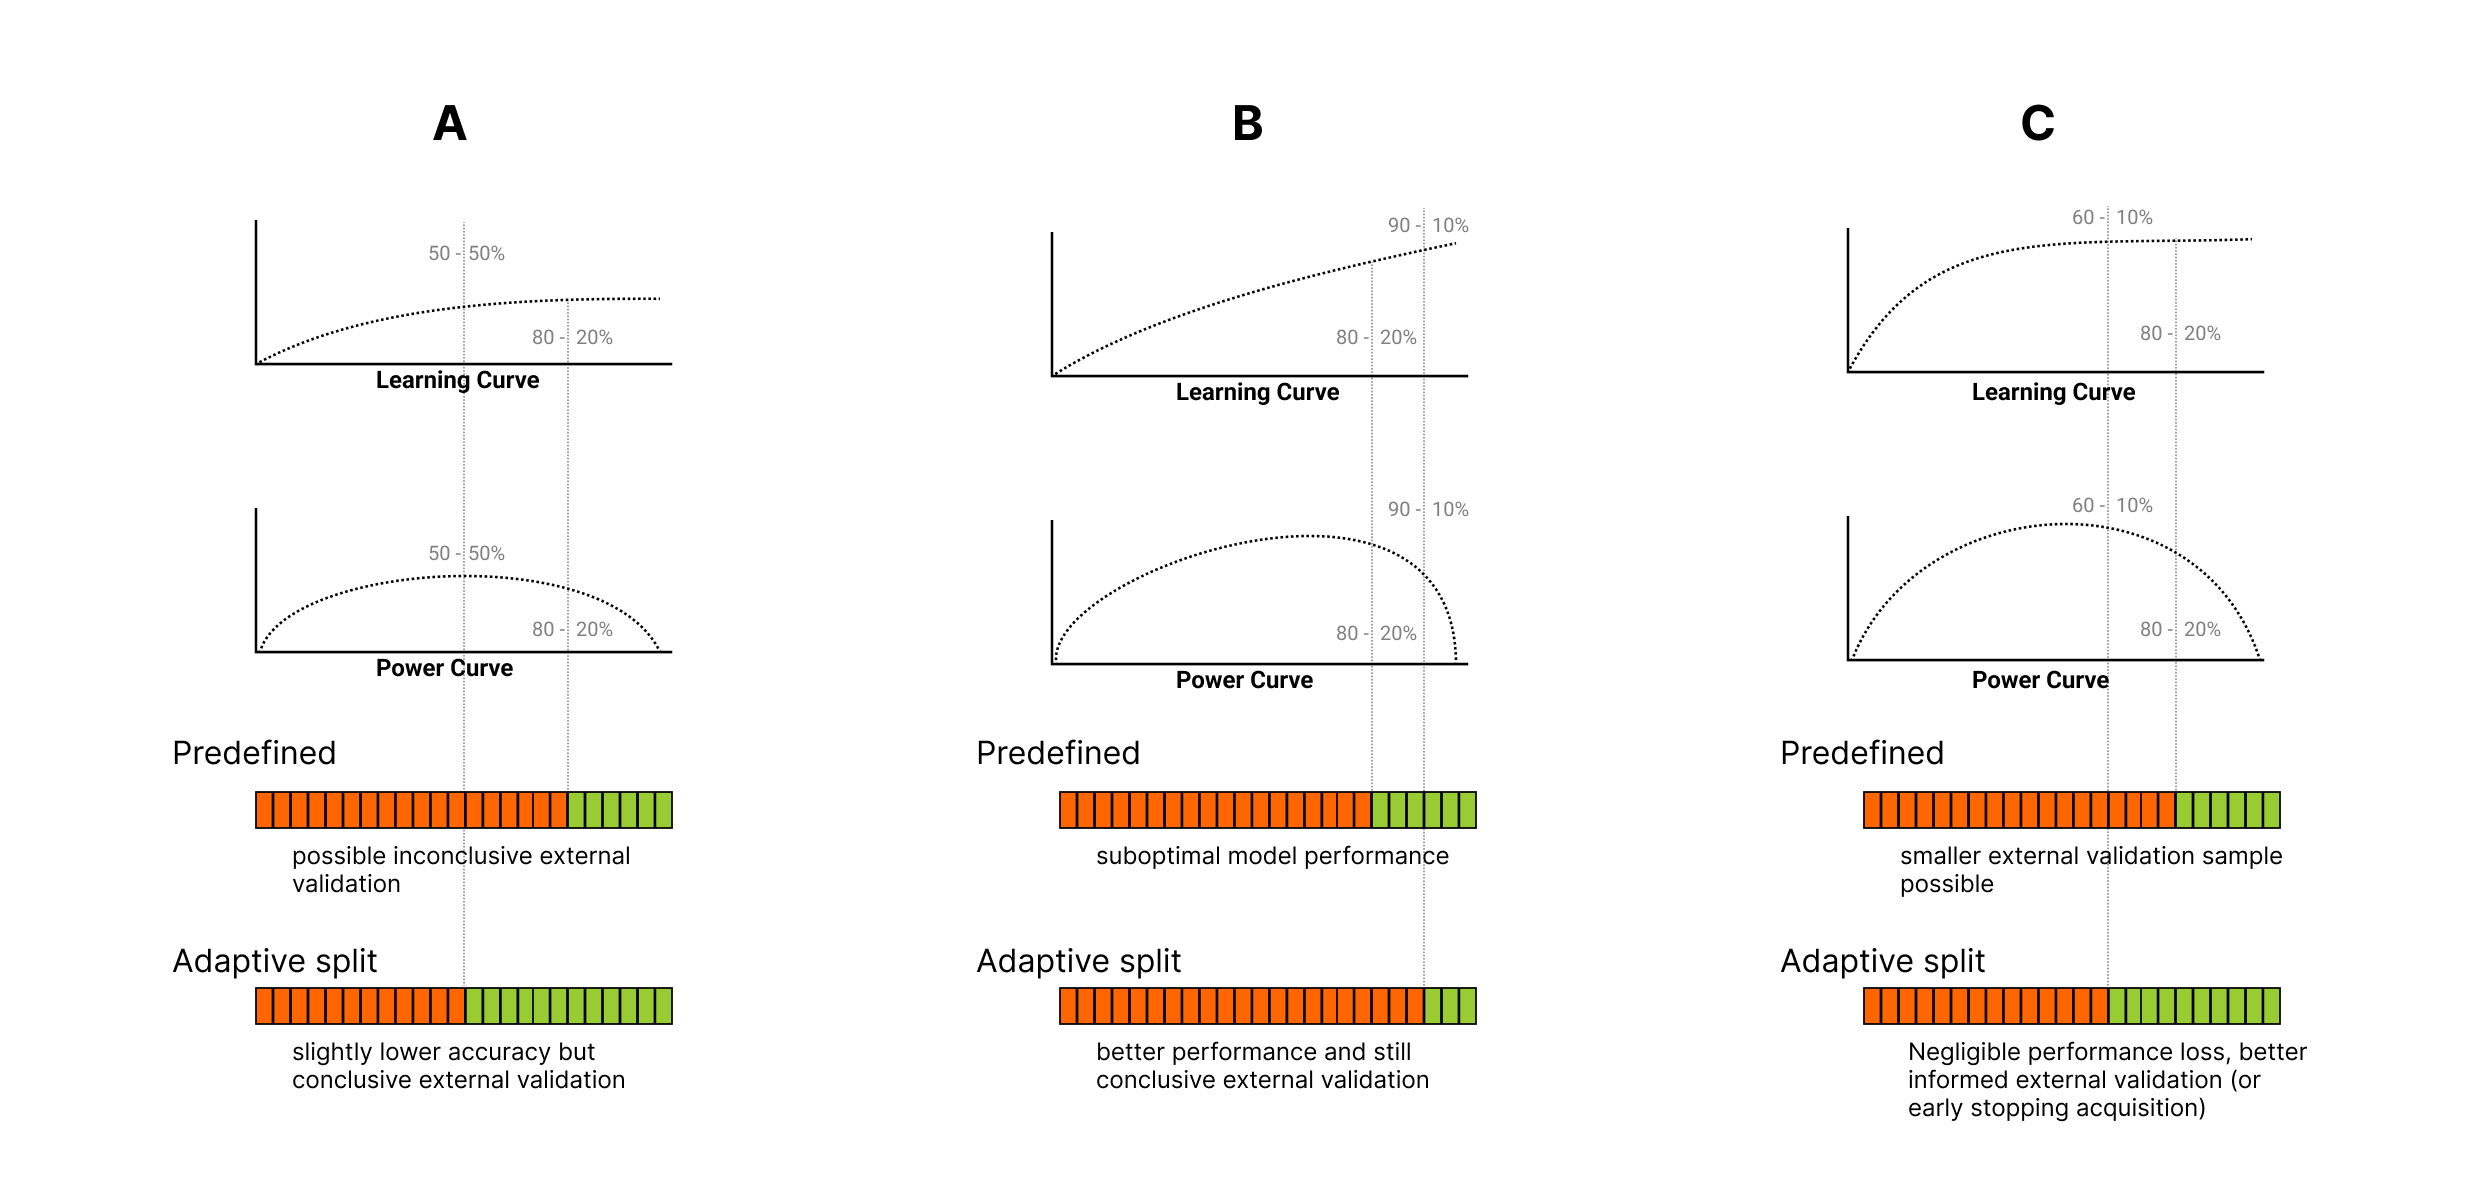 A
50 - 50%
80 - 20%
Learning Curve
50 - 50%
80 - 20%
Power Curve
Predefined
possible inconclusive external
validation
Adaptive split
slightly lower accuracy but
conclusive external validation
B
90 - 10%
80 - 20%
Learning Curve
90 - 10%
80 - 20%
Power Curve
Predefined
suboptimal model performance
Adaptive split
better performance and still
conclusive external validation
C
60 - 10%
80 - 20%
Learning Curve
60 - 10%
80 - 20%
Power Curve
Predefined
smaller external validation sample
possible
Adaptive split
Negligible performance loss, better
informed external validation (or
early stopping acquisition)